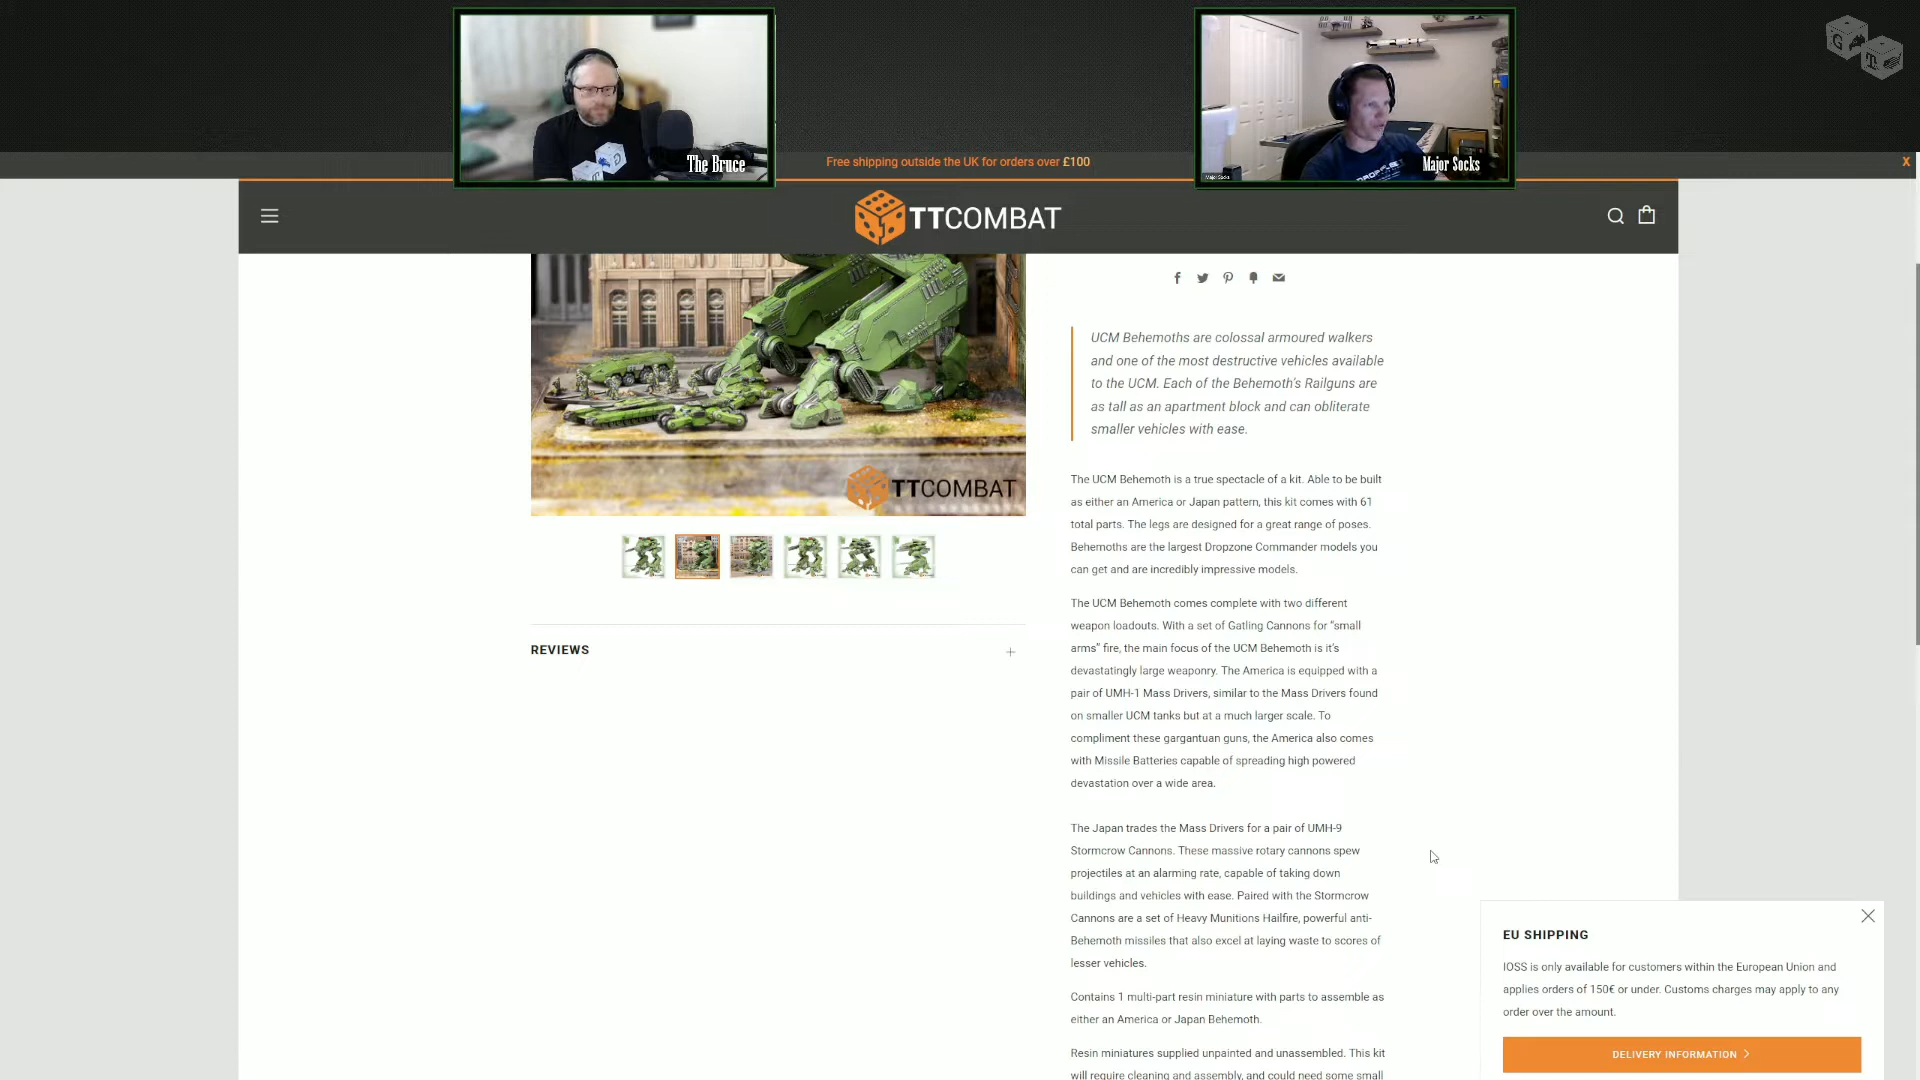 The Bruce
Major Socks
Major Socks
G
T
Free shipping outside the UK for orders over £100
X
TTCOMBAT
UCM Behemoths are colossal armoured walkers
and one of the most destructive vehicles available
to the UCM. Each of the Behemoth's Railguns are
as tall as an apartment block and can obliterate
smaller vehicles with ease.
TTCOMBAT
The UCM Behemoth is a true spectacle of a kit. Able to be built
as either an America or Japan pattern, this kit comes with 61
total parts. The legs are designed for a great range of poses.
Behemoths are the largest Dropzone Commander models you
can get and are incredibly impressive models.
The UCM Behemoth comes complete with two different
weapon loadouts. With a set of Gatling Cannons for “small
arms” fire, the main focus of the UCM Behemoth is it’s
devastatingly large weaponry. The America is equipped with a
pair of UMH-1 Mass Drivers, similar to the Mass Drivers found
on smaller UCM tanks but at a much larger scale. To
compliment these gargantuan guns, the America also comes
with Missile Batteries capable of spreading high powered
devastation over a wide area.
REVIEWS
The Japan trades the Mass Drivers for a pair of UMH-9
Stormcrow Cannons. These massive rotary cannons spew
projectiles at an alarming rate, capable of taking down
buildings and vehicles with ease. Paired with the Stormcrow
Cannons are a set of Heavy Munitions Hailfire, powerful anti-
Behemoth missiles that also excel at laying waste to scores of
lesser vehicles.
Contains 1 multi-part resin miniature with parts to assemble as
either an America or Japan Behemoth.
Resin miniatures supplied unpainted and unassembled. This kit
will require cleaning and assembly, and could need some small
EU SHIPPING
IOSS is only available for customers within the European Union and
applies orders of 150€ or under. Customs charges may apply to any
order over the amount.
DELIVERY INFORMATION